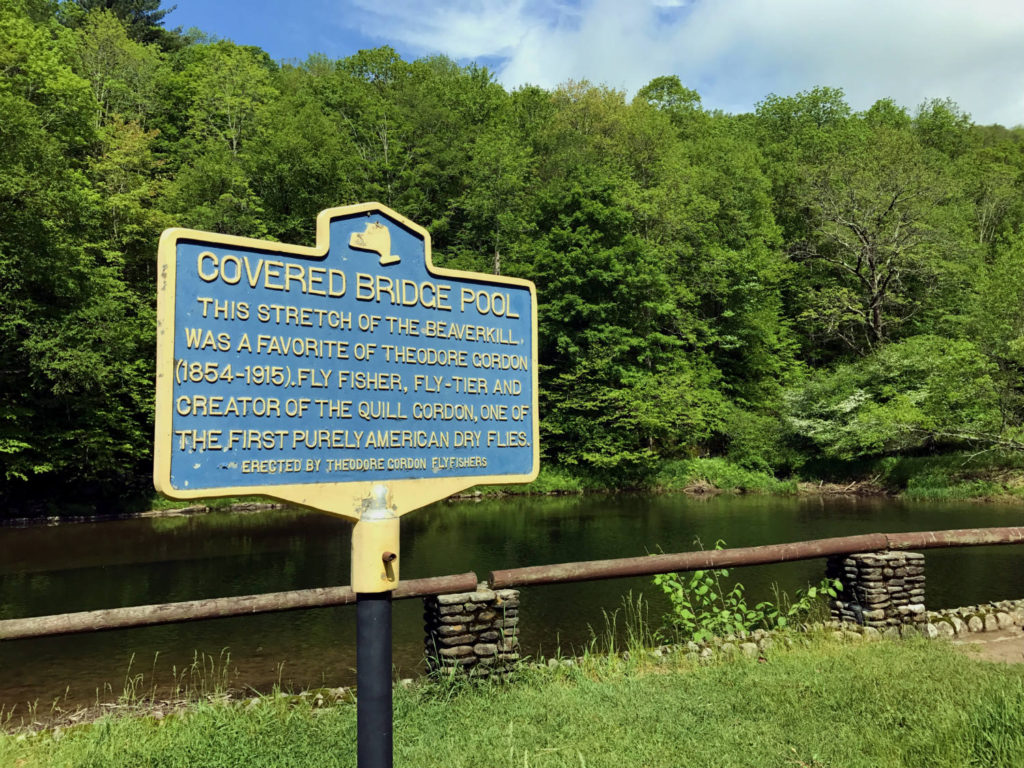 COVERED BRIDGE POOL
THIS STRETCH OF THE BEAVERKILL,
WAS A FAVORITE OF THEODORE GORDON
(1854-1915). FLY FISHER, FLY-TIER AND
CREATOR OF THE QUILL GORDON, ONE OF
THE FIRST PURELY AMERICAN DRY FLIES.
ERECTED BY THEODORE GORDON FLYFISHERS